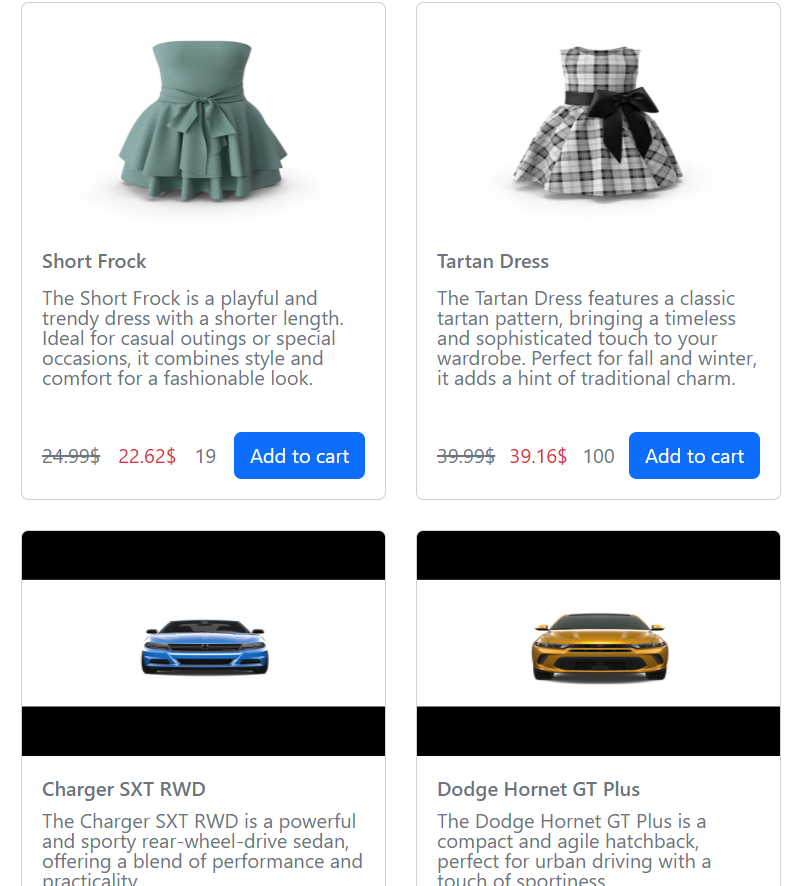 Short Frock
The Short Frock is a playful and
trendy dress with a shorter length.
Ideal for casual outings or special
occasions, it combines style and
comfort for a fashionable look.
24.99$ 22.62$ 19 Add to cart
Tartan Dress
The Tartan Dress features a classic
tartan pattern, bringing a timeless
and sophisticated touch to your
wardrobe. Perfect for fall and winter,
it adds a hint of traditional charm.
39.99$ 39.16$ 100 Add to cart
Charger SXT RWD
The Charger SXT RWD is a powerful
and sporty rear-wheel-drive sedan,
offering a blend of performance and
practicality.
Dodge Hornet GT Plus
The Dodge Hornet GT Plus is a
compact and agile hatchback,
perfect for urban driving with a
touch of sportiness.